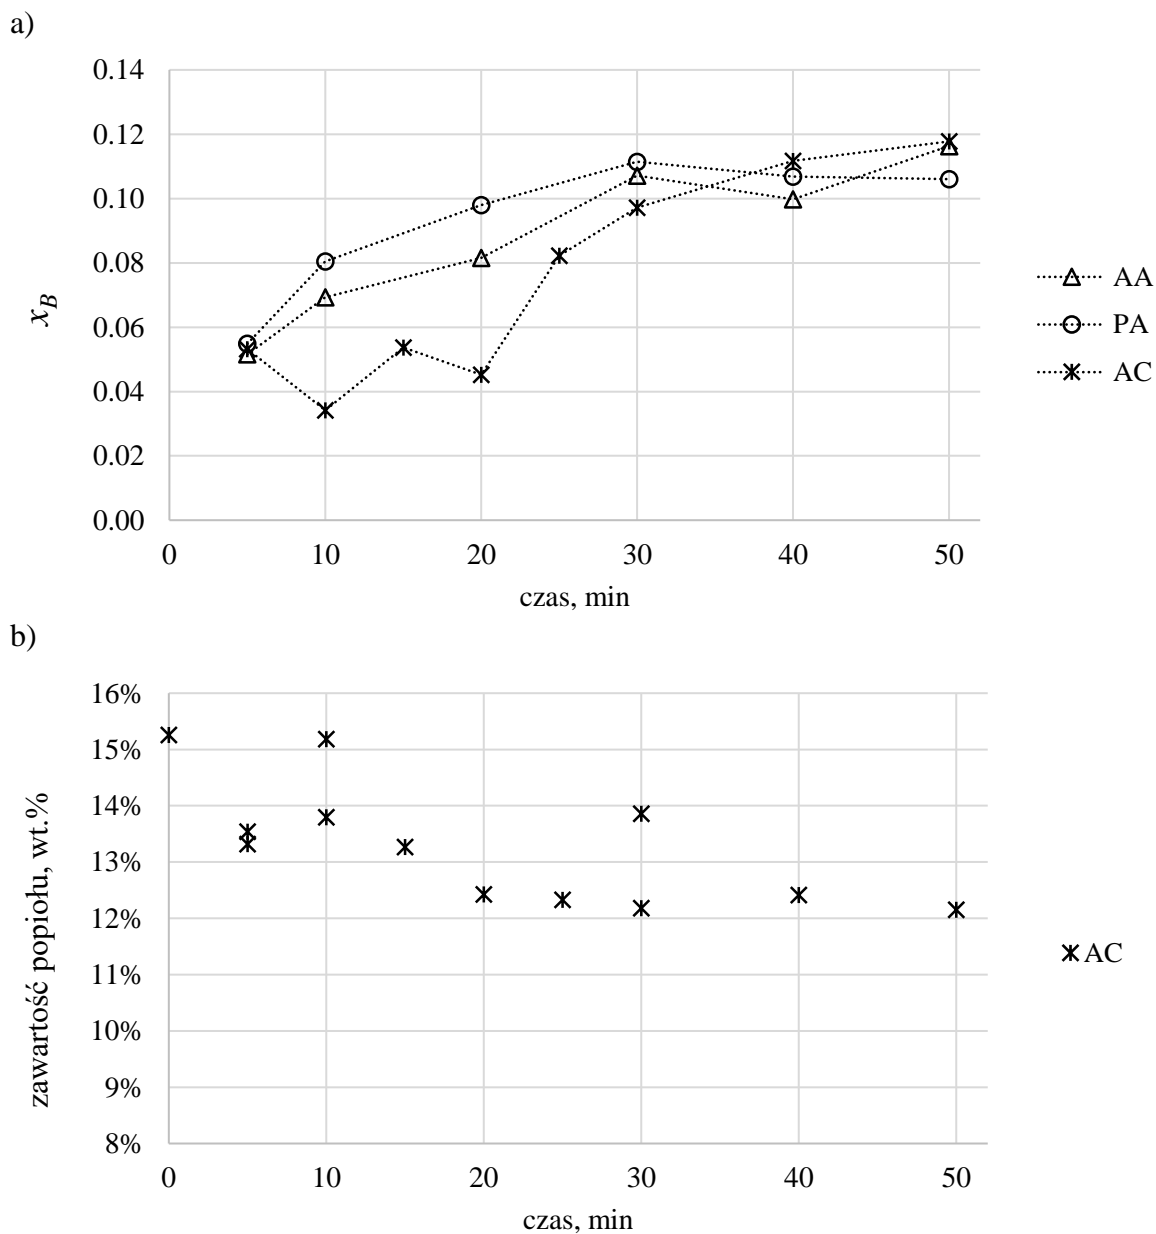 a)
0.14
0.12
0.10
0.08
0.06
0.04
0.02
0.00
x_B
0 10 20 30 40 50
czas, min
AA
PA
AC
b)
16%
15%
14%
13%
12%
11%
10%
9%
8%
zawartość popiołu, wt.%
0 10 20 30 40 50
czas, min
AC